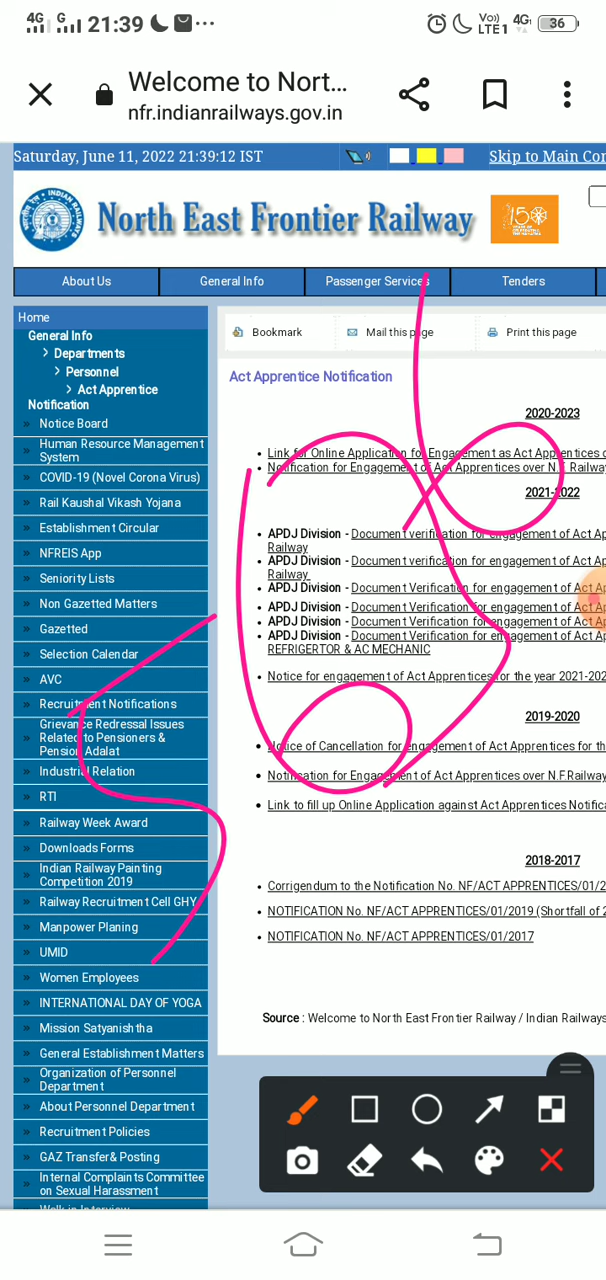 4G G 21:39 ··· Vo)) LTE1 4G 36
Welcome to Nort...
nfr.indianrailways.gov.in
Saturday, June 11, 2022 21:39:12 IST Skip to Main Con
North East Frontier Railway 150
About Us General Info Passenger Services Tenders
Home
General Info
Departments
Personnel
Act Apprentice
Notification
Notice Board
Human Resource Management
System
COVID-19 (Novel Corona Virus)
Rail Kaushal Vikash Yojana
Establishment Circular
NFREIS App
Seniority Lists
Non Gazetted Matters
Gazetted
Selection Calendar
AVC
Recruitment Notifications
Grievance Redressal Issues
Related to Pensioners &
Pension Adalat
Industrial Relation
RTI
Railway Week Award
Downloads Forms
Indian Railway Painting
Competition 2019
Railway Recruitment Cell GHY
Manpower Planing
UMID
Women Employees
INTERNATIONAL DAY OF YOGA
Mission Satyanishtha
General Establishment Matters
Organization of Personnel
Department
About Personnel Department
Recruitment Policies
GAZ Transfer& Posting
Internal Complaints Committee
on Sexual Harassment
Walk in Interview
Bookmark Mail this page Print this page
Act Apprentice Notification
2020-2023
• Link for Online Application for Engagement as Act Apprentices o
• Notification for Engagement of Act Apprentices over N.F. Railway
2021-2022
• APDJ Division - Document verification for engagement of Act Ap
Railway
• APDJ Division - Document verification for engagement of Act Ap
Railway
• APDJ Division - Document Verification for engagement of Act Ap
• APDJ Division - Document Verification for engagement of Act Ap
• APDJ Division - Document Verification for engagement of Act Ap
• APDJ Division - Document Verification for engagement of Act Ap
REFRIGERTOR & AC MECHANIC
• Notice for engagement of Act Apprentices for the year 2021-202
2019-2020
• Notice of Cancellation for engagement of Act Apprentices for th
• Notification for Engagement of Act Apprentices over N.F.Railway
• Link to fill up Online Application against Act Apprentices Notifica
2018-2017
• Corrigendum to the Notification No. NF/ACT APPRENTICES/01/2
• NOTIFICATION No. NF/ACT APPRENTICES/01/2019 (Shortfall of 2
• NOTIFICATION No. NF/ACT APPRENTICES/01/2017
Source : Welcome to North East Frontier Railway / Indian Railways